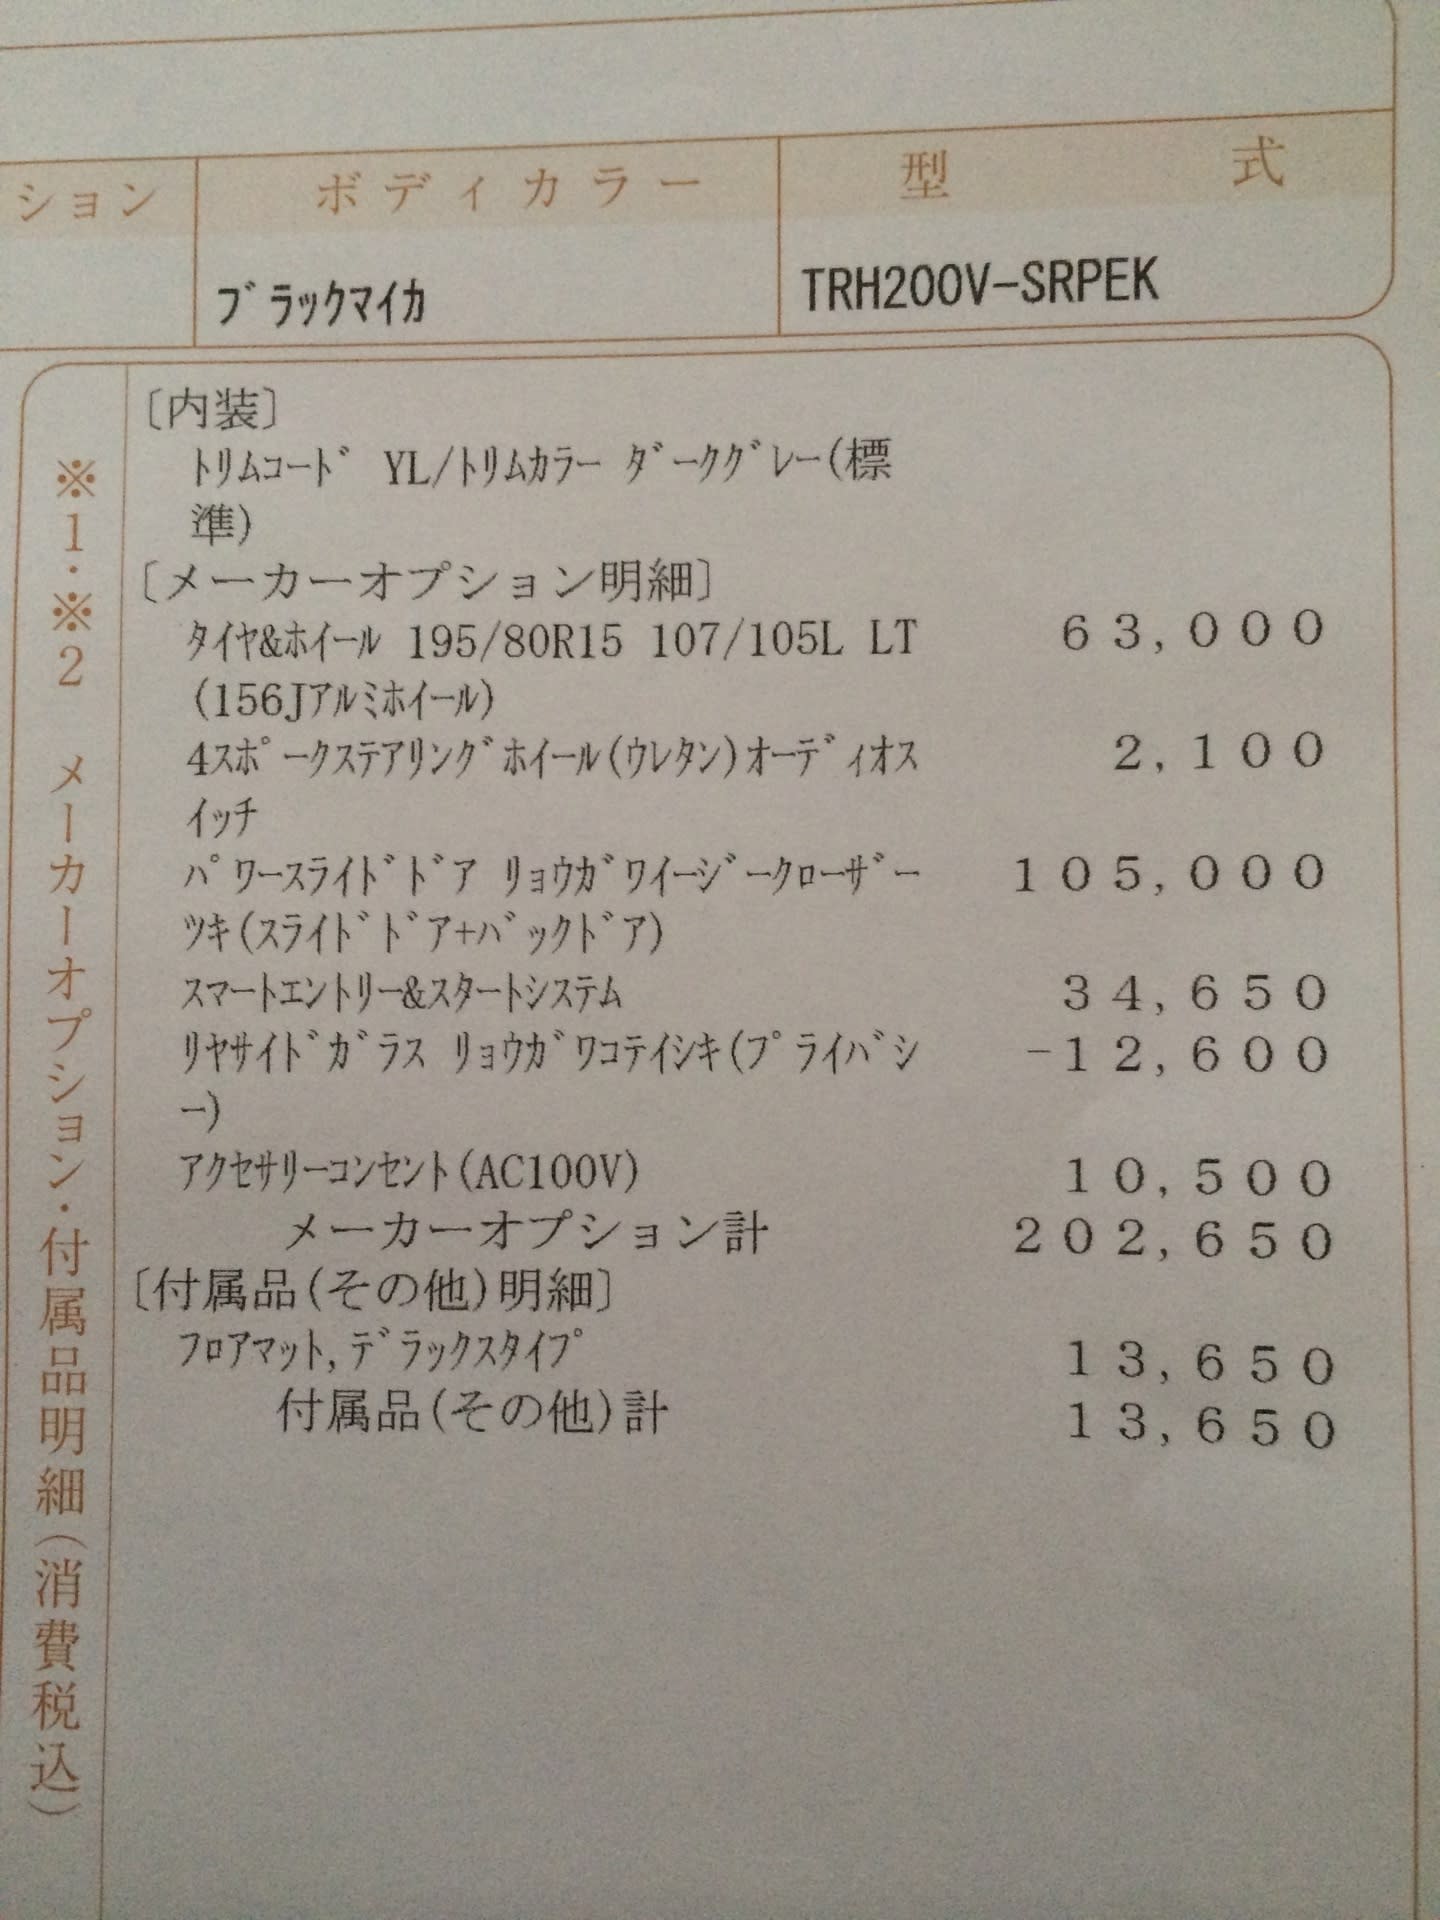 ション ボディカラー 型式
ブラックマイカ TRH200V-SRPEK
※1・※2 メーカーオプション・付属品明細(消費税込)
〔内装〕
トリムコード YL/トリムカラー ダークグレー(標
準)
〔メーカーオプション明細〕
タイヤ&ホイール 195/80R15 107/105L LT 63,000
(156Jアルミホイール)
4スポークステアリングホイール(ウレタン)オーディオス 2,100
イッチ
パワースライドドア リョウガワイージークローザー 105,000
ツキ(スライドドア+バックドア)
スマートエントリー&スタートシステム 34,650
リヤサイドガラス リョウガワコテイシキ(プライバシ -12,600
ー)
アクセサリーコンセント(AC100V) 10,500
メーカーオプション計 202,650
〔付属品(その他)明細〕
フロアマット,デラックスタイプ 13,650
付属品(その他)計 13,650